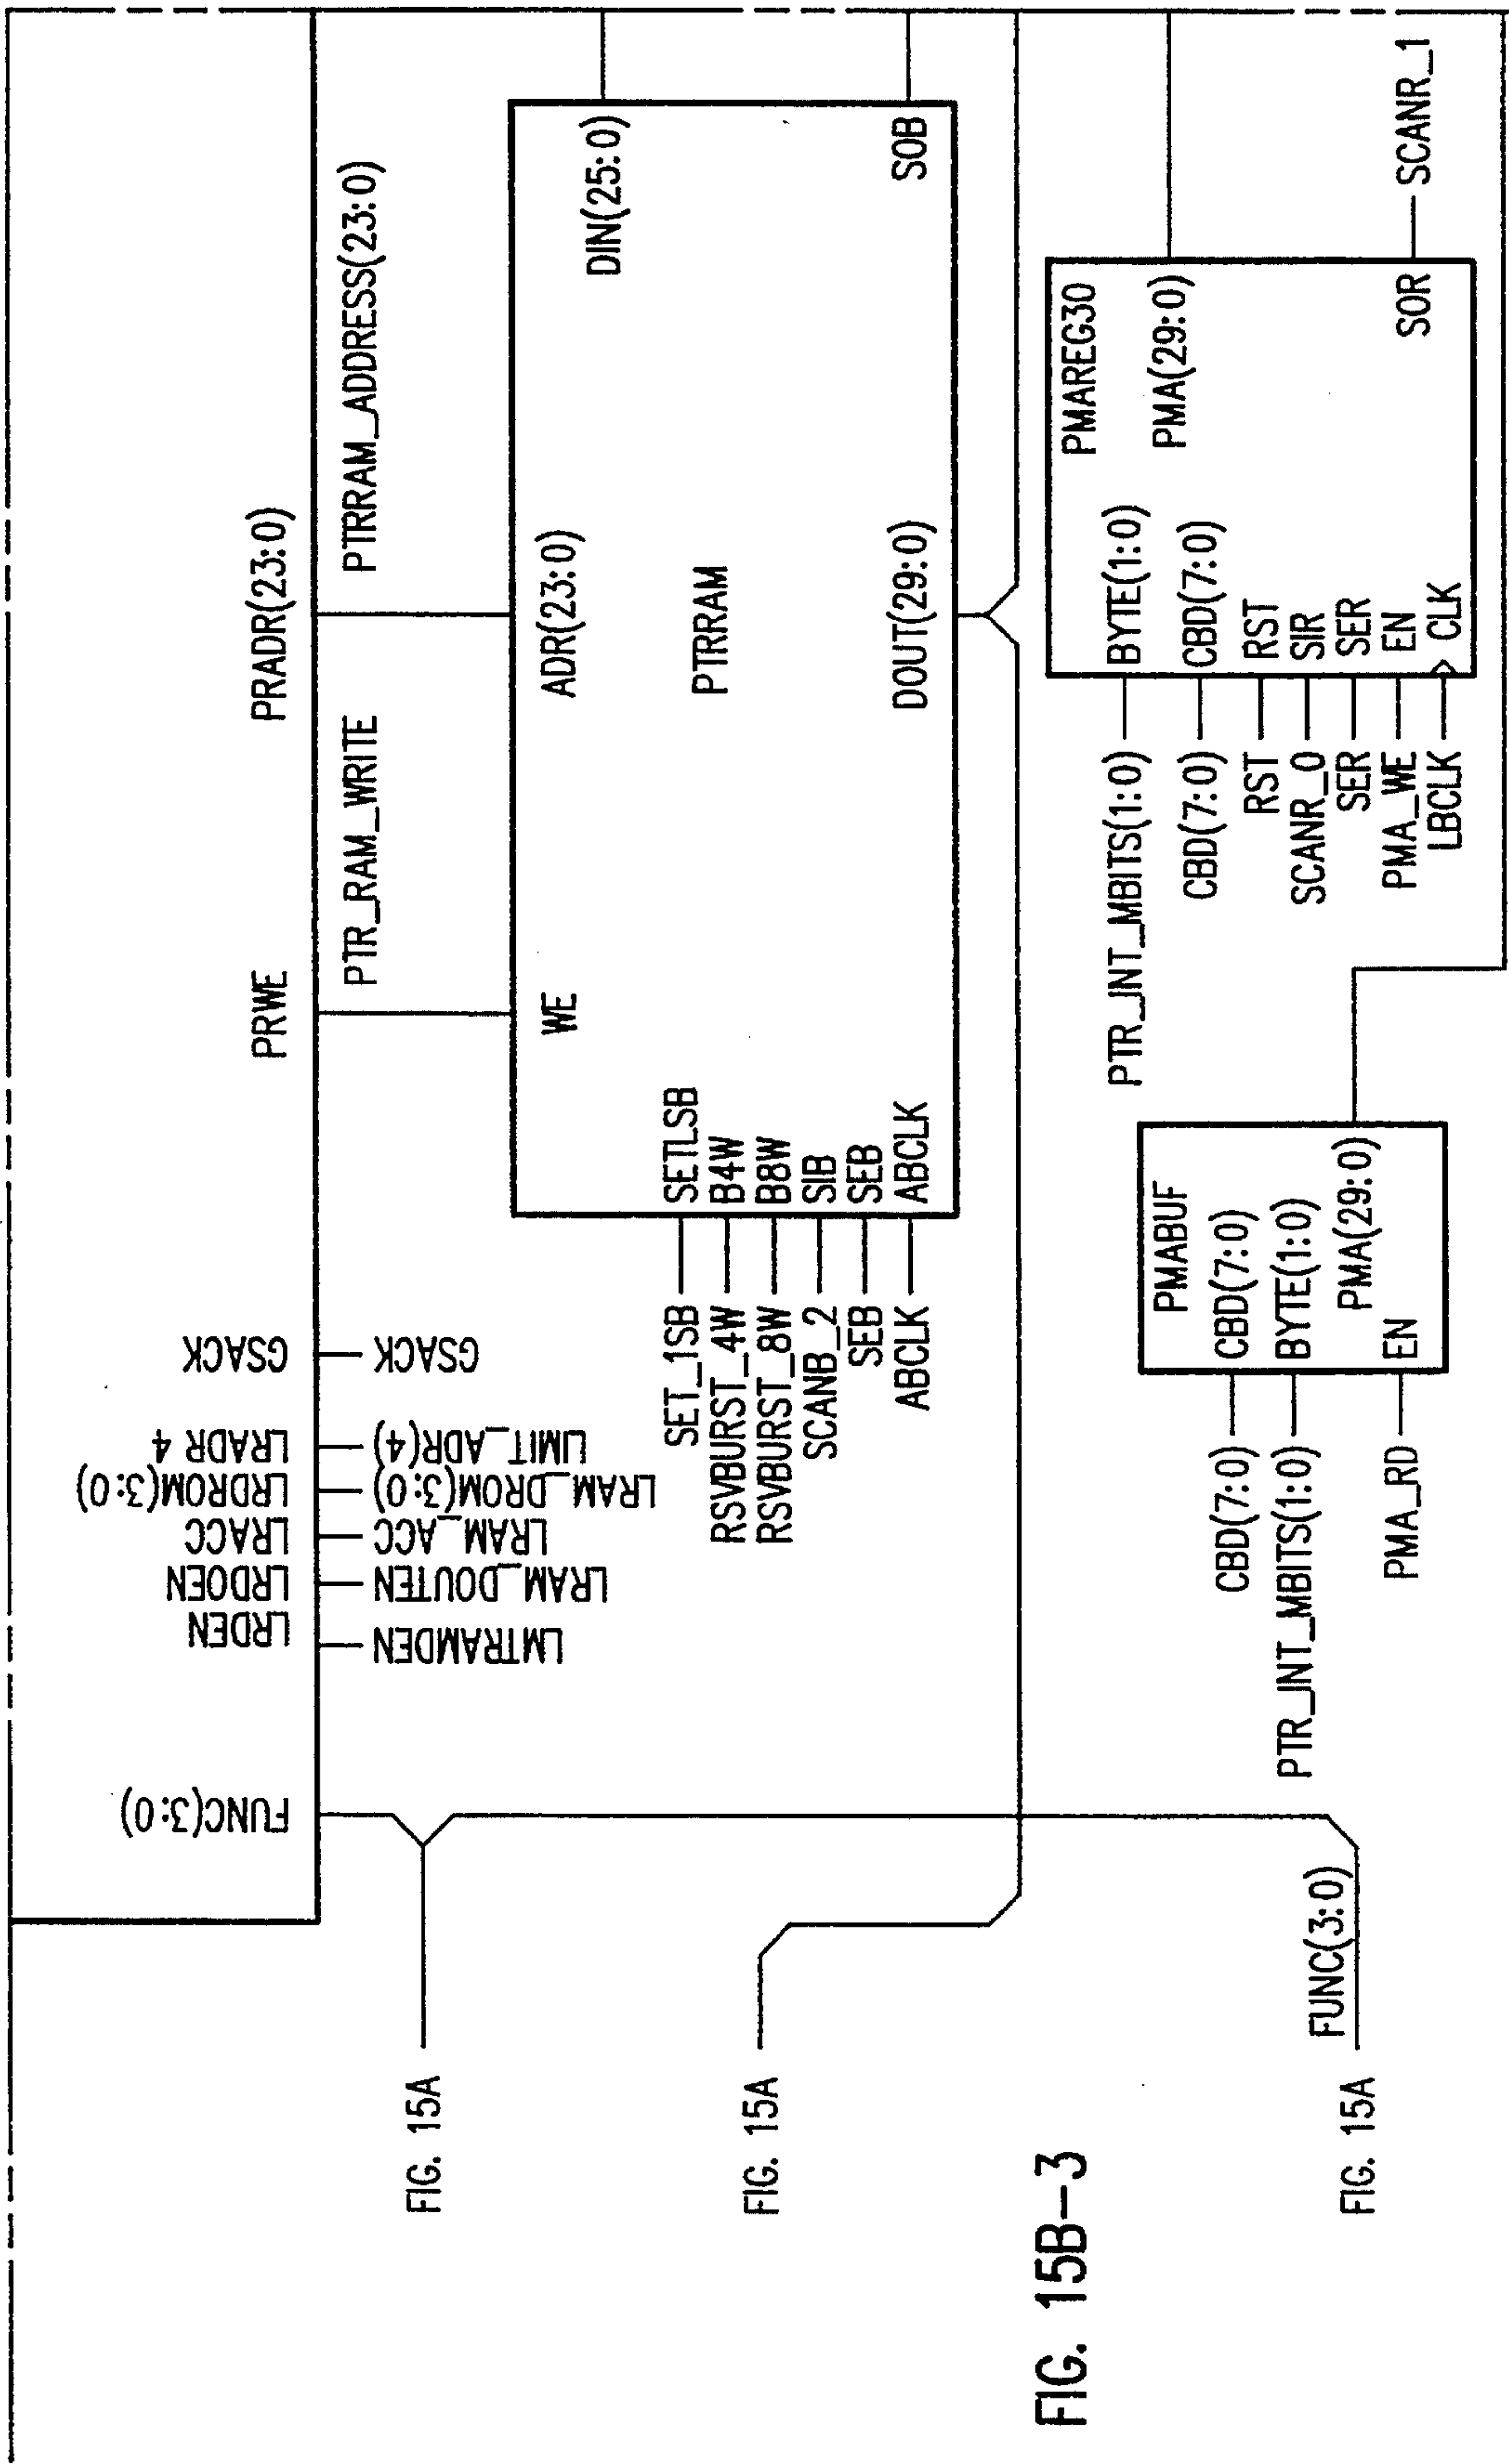 FUNC(3:0)
LRDEN
LRDOEN
LRACC
LRDROM(3:0)
LRADR 4
GSACK
PRWE
PRADR(23:0)
LMTRAMDEN
LRAM_DOUTEN
LRAM_ACC
LRAM_DROM(3:0)
LIMIT_ADR(4)
GSACK
PTR_RAM_WRITE
PTRRAM_ADDRESS(23:0)
WE
ADR(23:0)
DIN(25:0)
PTRRAM
SET_1SB
SETLSB
RSVBURST_4W
B4W
RSVBURST_8W
B8W
SCANB_2
SIB
SEB
SEB
ABCLK
ABCLK
DOUT(29:0)
SOB
FIG. 15A
FIG. 15A
PMABUF
CBD(7:0)
CBD(7:0)
PTR_INT_MBITS(1:0)
BYTE(1:0)
PMA(29:0)
PMA_RD
EN
PMAREG30
PTR_INT_MBITS(1:0)
BYTE(1:0)
PMA(29:0)
CBD(7:0)
CBD(7:0)
RST
RST
SCANR_0
SIR
SER
SER
PMA_WE
EN
LBCLK
CLK
SOR
SCANR_1
FUNC(3:0)
FIG. 15A
FIG. 15B-3